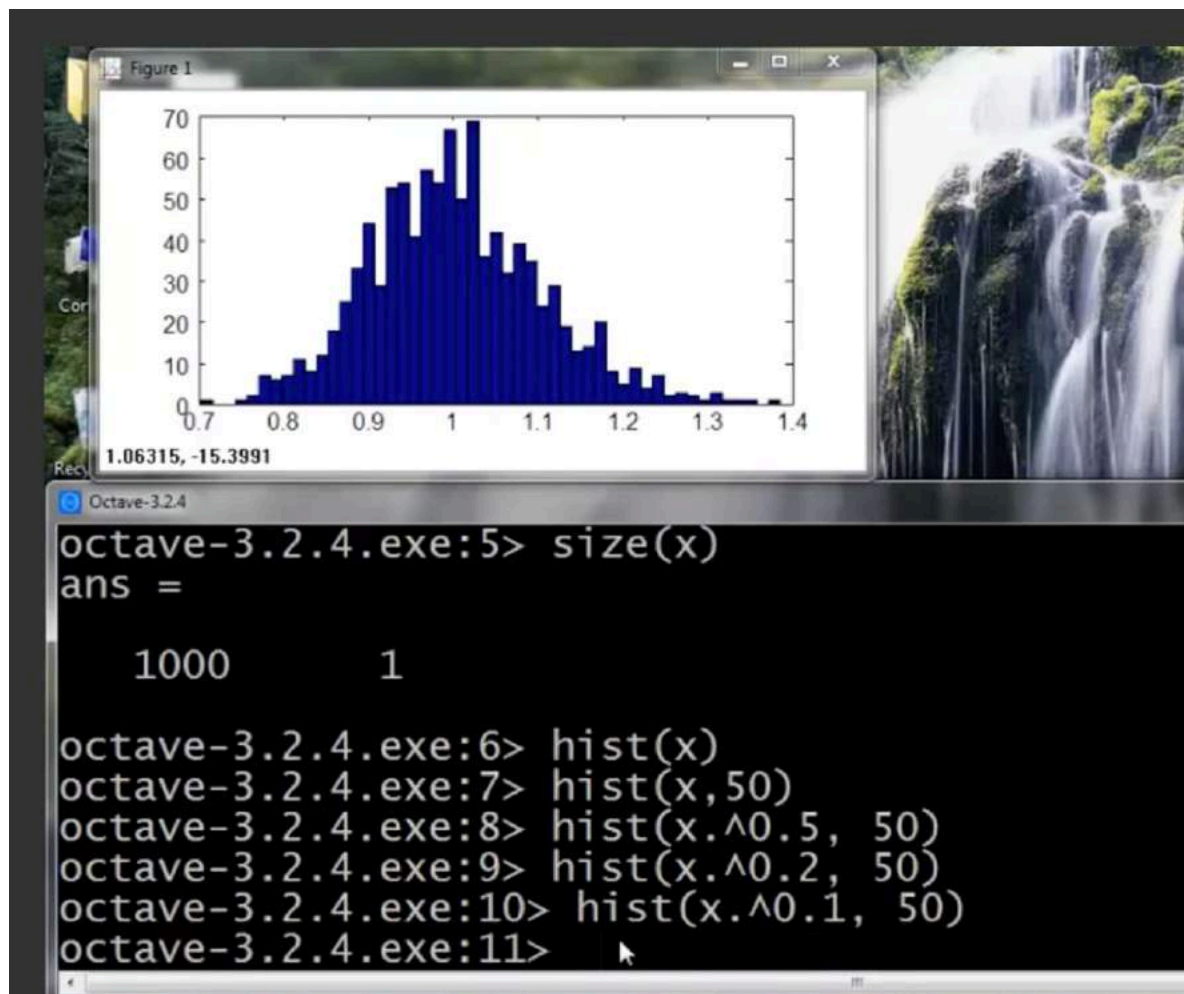 Figure 1
70
60
50
40
30
20
10
0
0.7 0.8 0.9 1 1.1 1.2 1.3 1.4
1.06315, -15.3991
Cor
Recy
Octave-3.2.4
octave-3.2.4.exe:5> size(x)
ans =
1000 1
octave-3.2.4.exe:6> hist(x)
octave-3.2.4.exe:7> hist(x,50)
octave-3.2.4.exe:8> hist(x.^0.5, 50)
octave-3.2.4.exe:9> hist(x.^0.2, 50)
octave-3.2.4.exe:10> hist(x.^0.1, 50)
octave-3.2.4.exe:11>